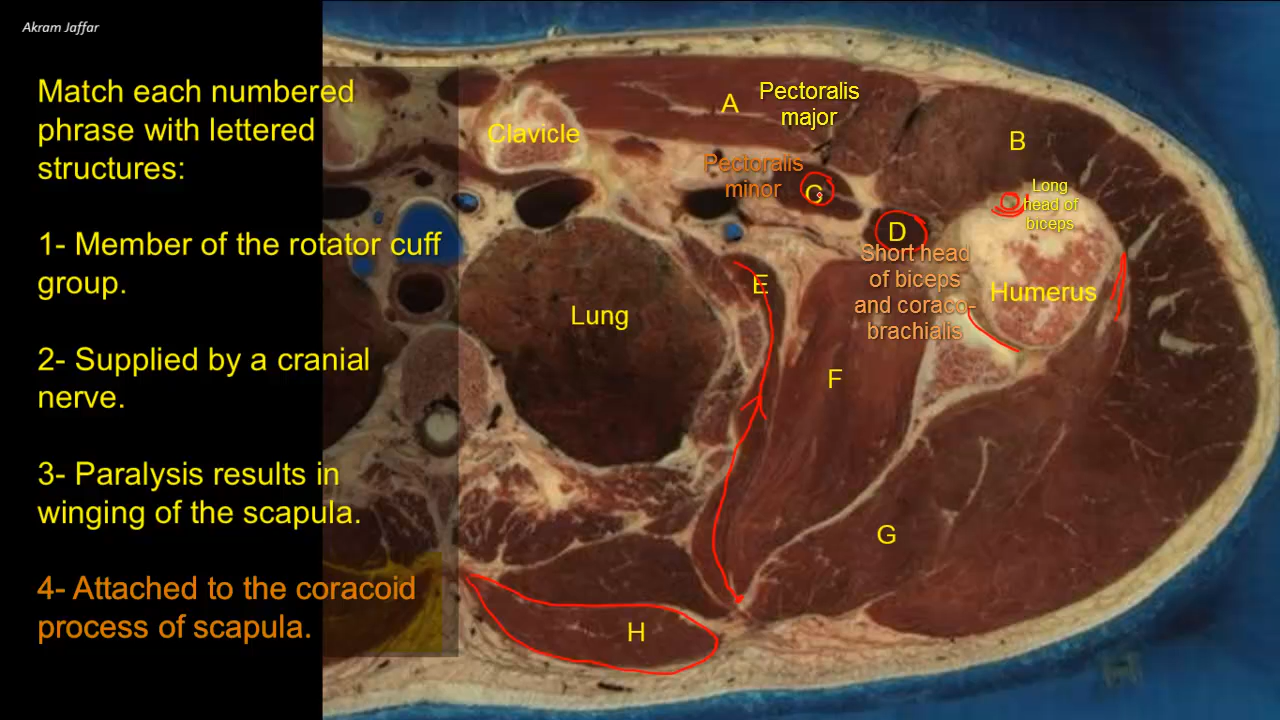 Akram Jaffar
Match each numbered
phrase with lettered
structures:
1- Member of the rotator cuff
group.
2- Supplied by a cranial
nerve.
3- Paralysis results in
winging of the scapula.
4- Attached to the coracoid
process of scapula.
Clavicle
A
Pectoralis
major
B
Pectoralis
minor
C
Long
head of
biceps
D
Short head
of biceps
and coraco-
brachialis
E
Humerus
Lung
F
G
H